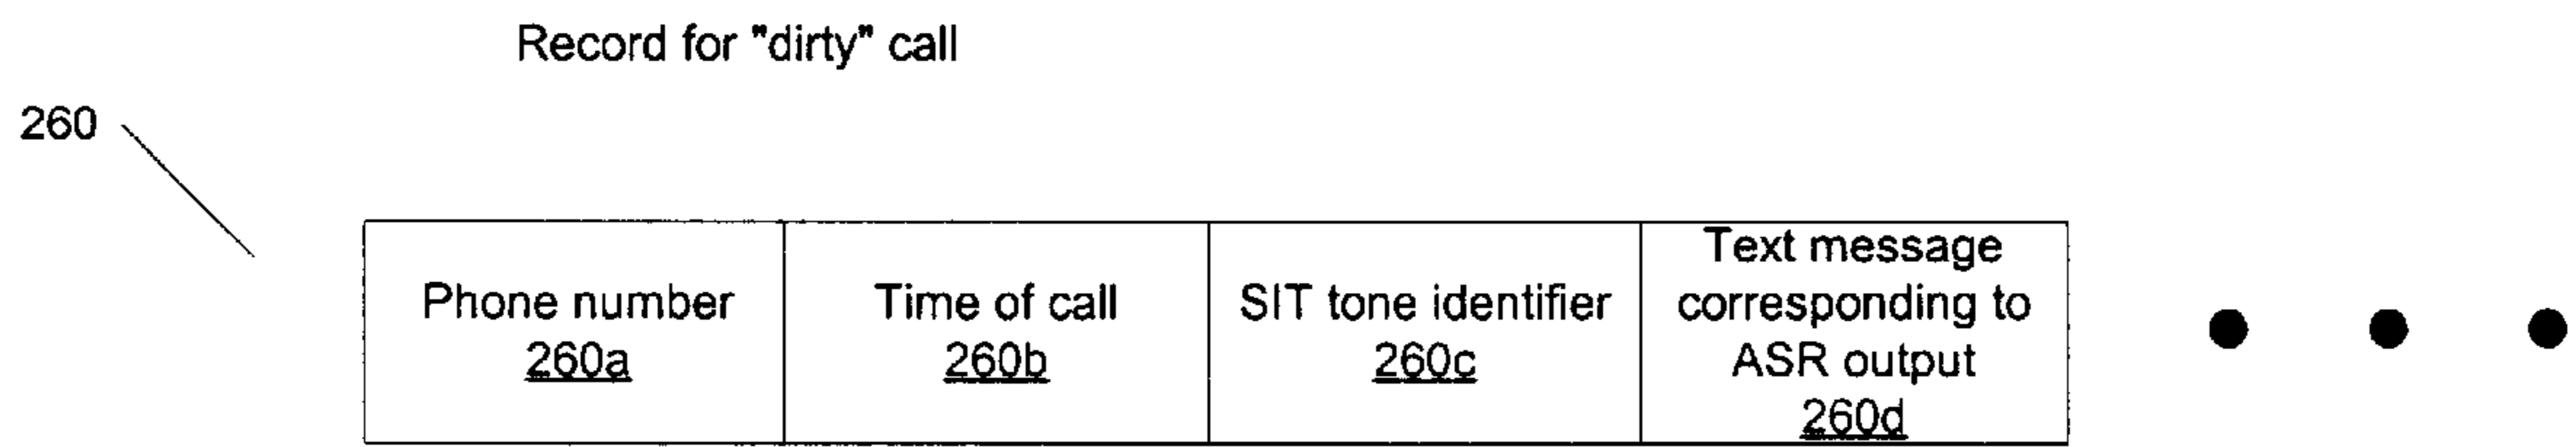 Record for "dirty" call
260
Phone number
260a
Time of call
260b
SIT tone identifier
260c
Text message
corresponding to
ASR output
260d